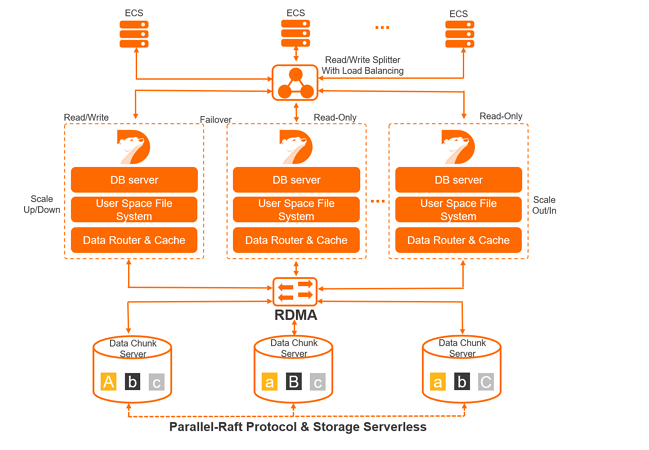 ECS
ECS
ECS
Read/Write Splitter
With Load Balancing
Read/Write
Failover
Read-Only
Read-Only
DB server
DB server
DB server
Scale
Up/Down
User Space File
System
User Space File
System
User Space File
System
Scale
Out/In
Data Router & Cache
Data Router & Cache
Data Router & Cache
RDMA
Data Chunk
Server
Data Chunk
Server
Data Chunk
Server
A b c
a B c
a b C
Parallel-Raft Protocol & Storage Serverless